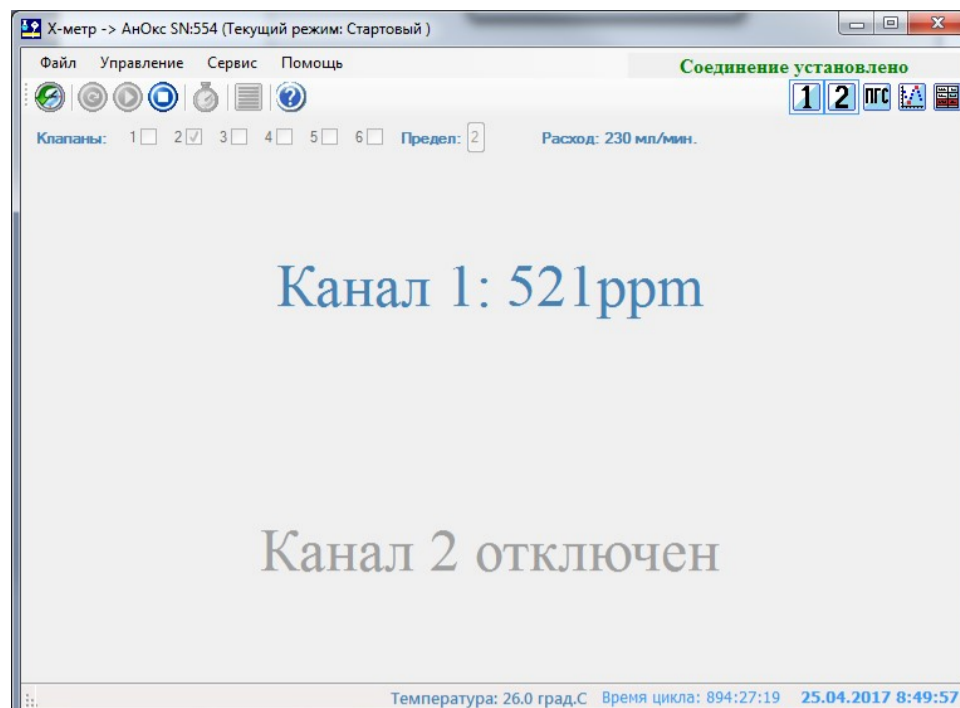 Х-метр -> АнОкс SN:554 (Текущий режим: Стартовый )
Файл Управление Сервис Помощь Соединение установлено
1 2 ПГС
Клапаны: 1 2 3 4 5 6 Предел: 2 Расход: 230 мл/мин.
Канал 1: 521ppm
Канал 2 отключен
Температура: 26.0 град.С Время цикла: 894:27:19 25.04.2017 8:49:57